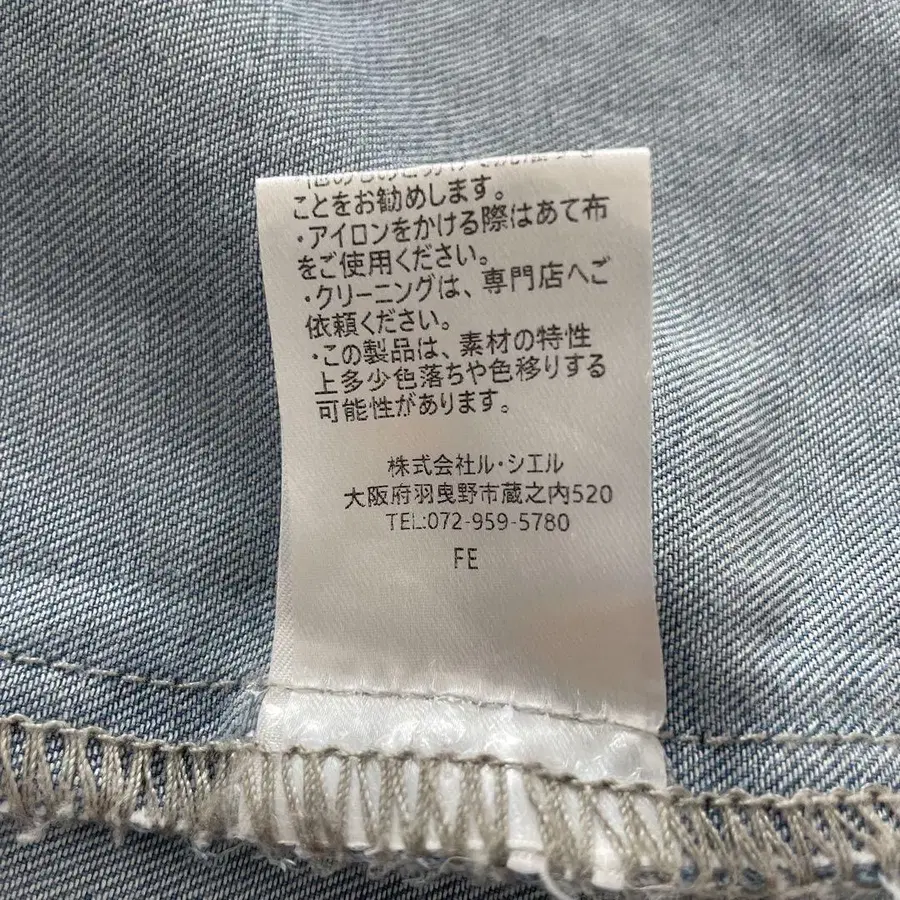 ことをお勧めします。
・アイロンをかける際はあて布
をご使用ください。
・クリーニングは、専門店へご
依頼ください。
・この製品は、素材の特性
上多少色落ちや色移りする
可能性があります。
株式会社ル・シエル
大阪府羽曳野市蔵之内520
TEL:072-959-5780
FE